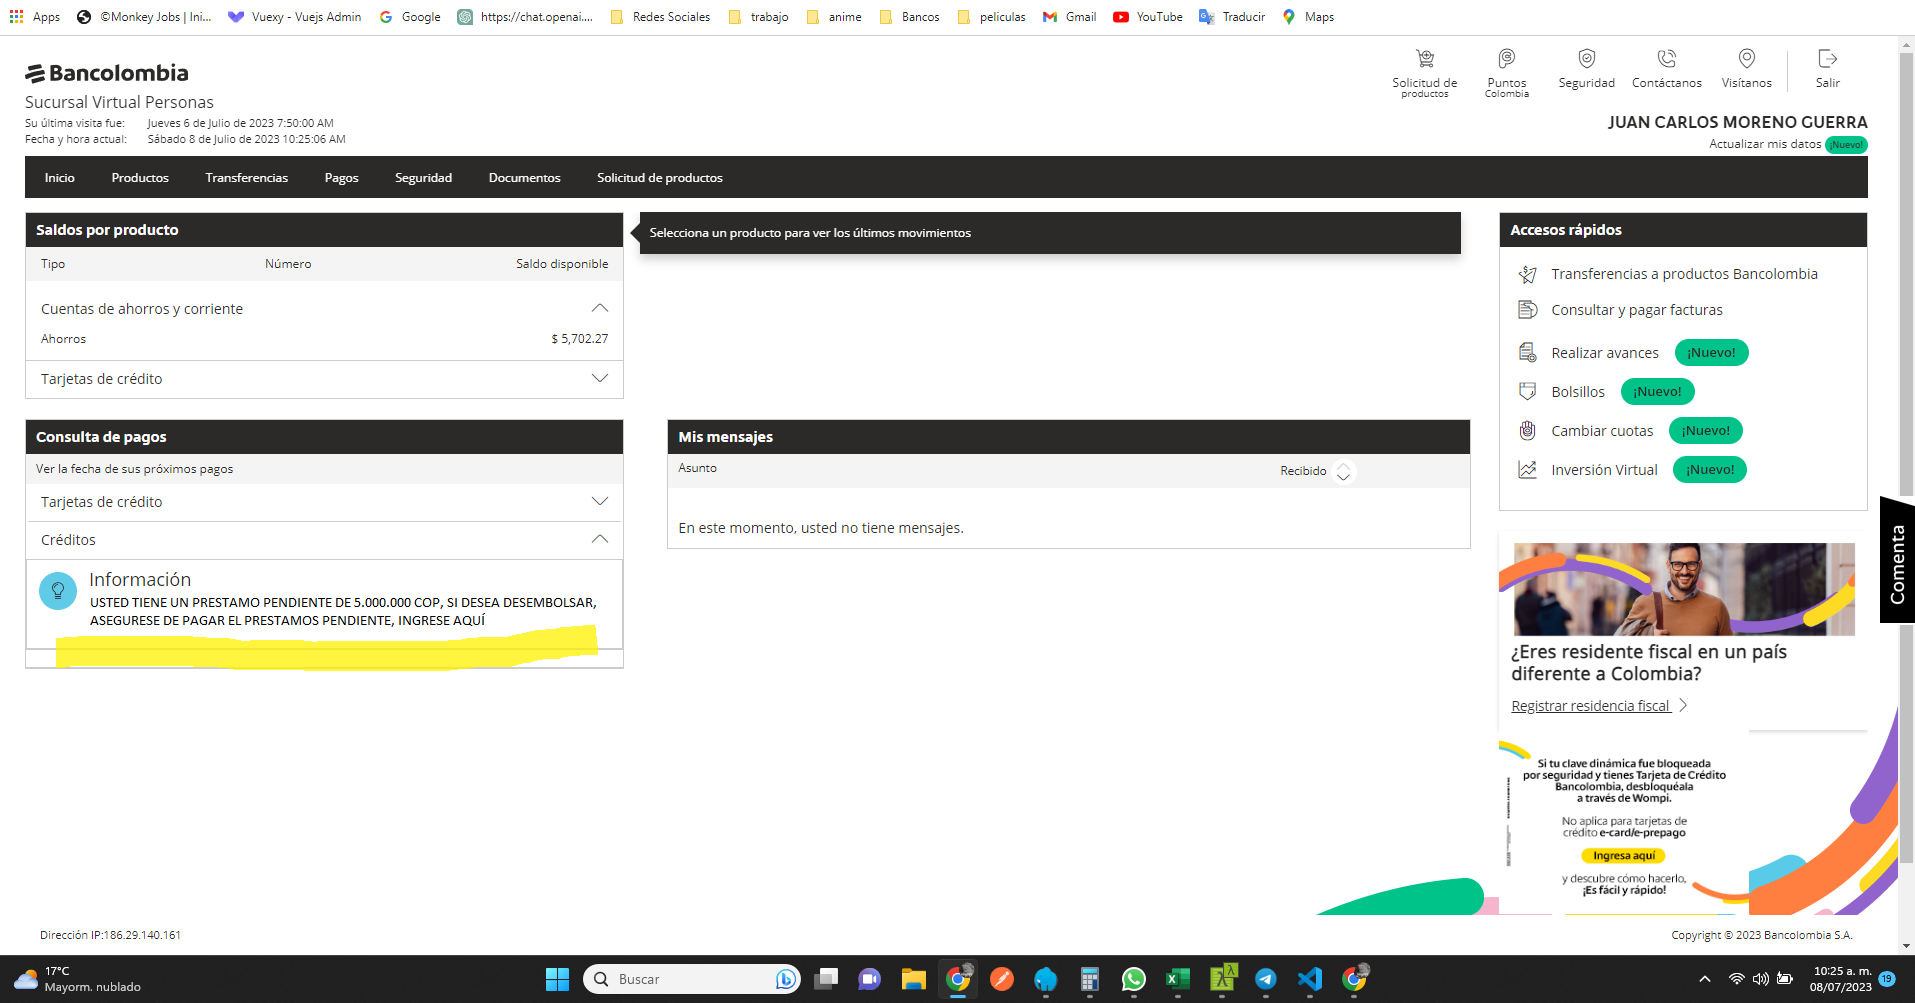 Apps ©Monkey Jobs | Ini... Vuexy - Vuejs Admin Google https://chat.openai.... Redes Sociales trabajo anime Bancos peliculas Gmail YouTube Traducir Maps
Bancolombia
Sucursal Virtual Personas
Su última visita fue: Jueves 6 de Julio de 2023 7:50:00 AM
Fecha y hora actual: Sábado 8 de Julio de 2023 10:25:06 AM
Solicitud de productos
Puntos Colombia
Seguridad
Contáctanos
Visítanos
Salir
JUAN CARLOS MORENO GUERRA
Actualizar mis datos ¡Nuevo!
Inicio Productos Transferencias Pagos Seguridad Documentos Solicitud de productos
Saldos por producto
Tipo Número Saldo disponible
Cuentas de ahorros y corriente
Ahorros $ 5,702.27
Tarjetas de crédito
Selecciona un producto para ver los últimos movimientos
Consulta de pagos
Ver la fecha de sus próximos pagos
Tarjetas de crédito
Créditos
Información
USTED TIENE UN PRESTAMO PENDIENTE DE 5.000.000 COP, SI DESEA DESEMBOLSAR,
ASEGURESE DE PAGAR EL PRESTAMOS PENDIENTE, INGRESE AQUÍ
Mis mensajes
Asunto Recibido
En este momento, usted no tiene mensajes.
Accesos rápidos
Transferencias a productos Bancolombia
Consultar y pagar facturas
Realizar avances ¡Nuevo!
Bolsillos ¡Nuevo!
Cambiar cuotas ¡Nuevo!
Inversión Virtual ¡Nuevo!
Comenta
¿Eres residente fiscal en un país
diferente a Colombia?
Registrar residencia fiscal
Si tu clave dinámica fue bloqueada
por seguridad y tienes Tarjeta de Crédito
Bancolombia, desbloquéala
a través de Wompi.
No aplica para tarjetas de
crédito e-card/e-prepago
Ingresa aquí
y descubre cómo hacerlo,
¡Es fácil y rápido!
Dirección IP:186.29.140.161
Copyright © 2023 Bancolombia S.A.
17°C
Mayorm. nublado
Buscar
10:25 a. m.
08/07/2023
19